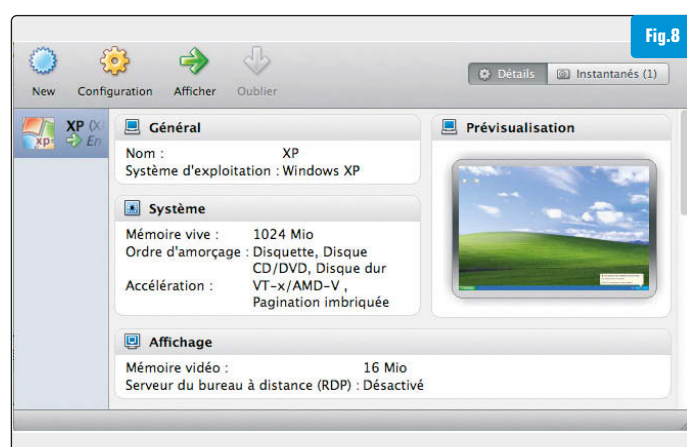 Fig.8
New Configuration Afficher Oublier
Détails Instantanés (1)
XP
En
Général
Nom : XP
Système d'exploitation : Windows XP
Système
Mémoire vive : 1024 Mio
Ordre d'amorçage : Disquette, Disque
CD/DVD, Disque dur
Accélération : VT-x/AMD-V ,
Pagination imbriquée
Affichage
Mémoire vidéo : 16 Mio
Serveur du bureau à distance (RDP) : Désactivé
Prévisualisation